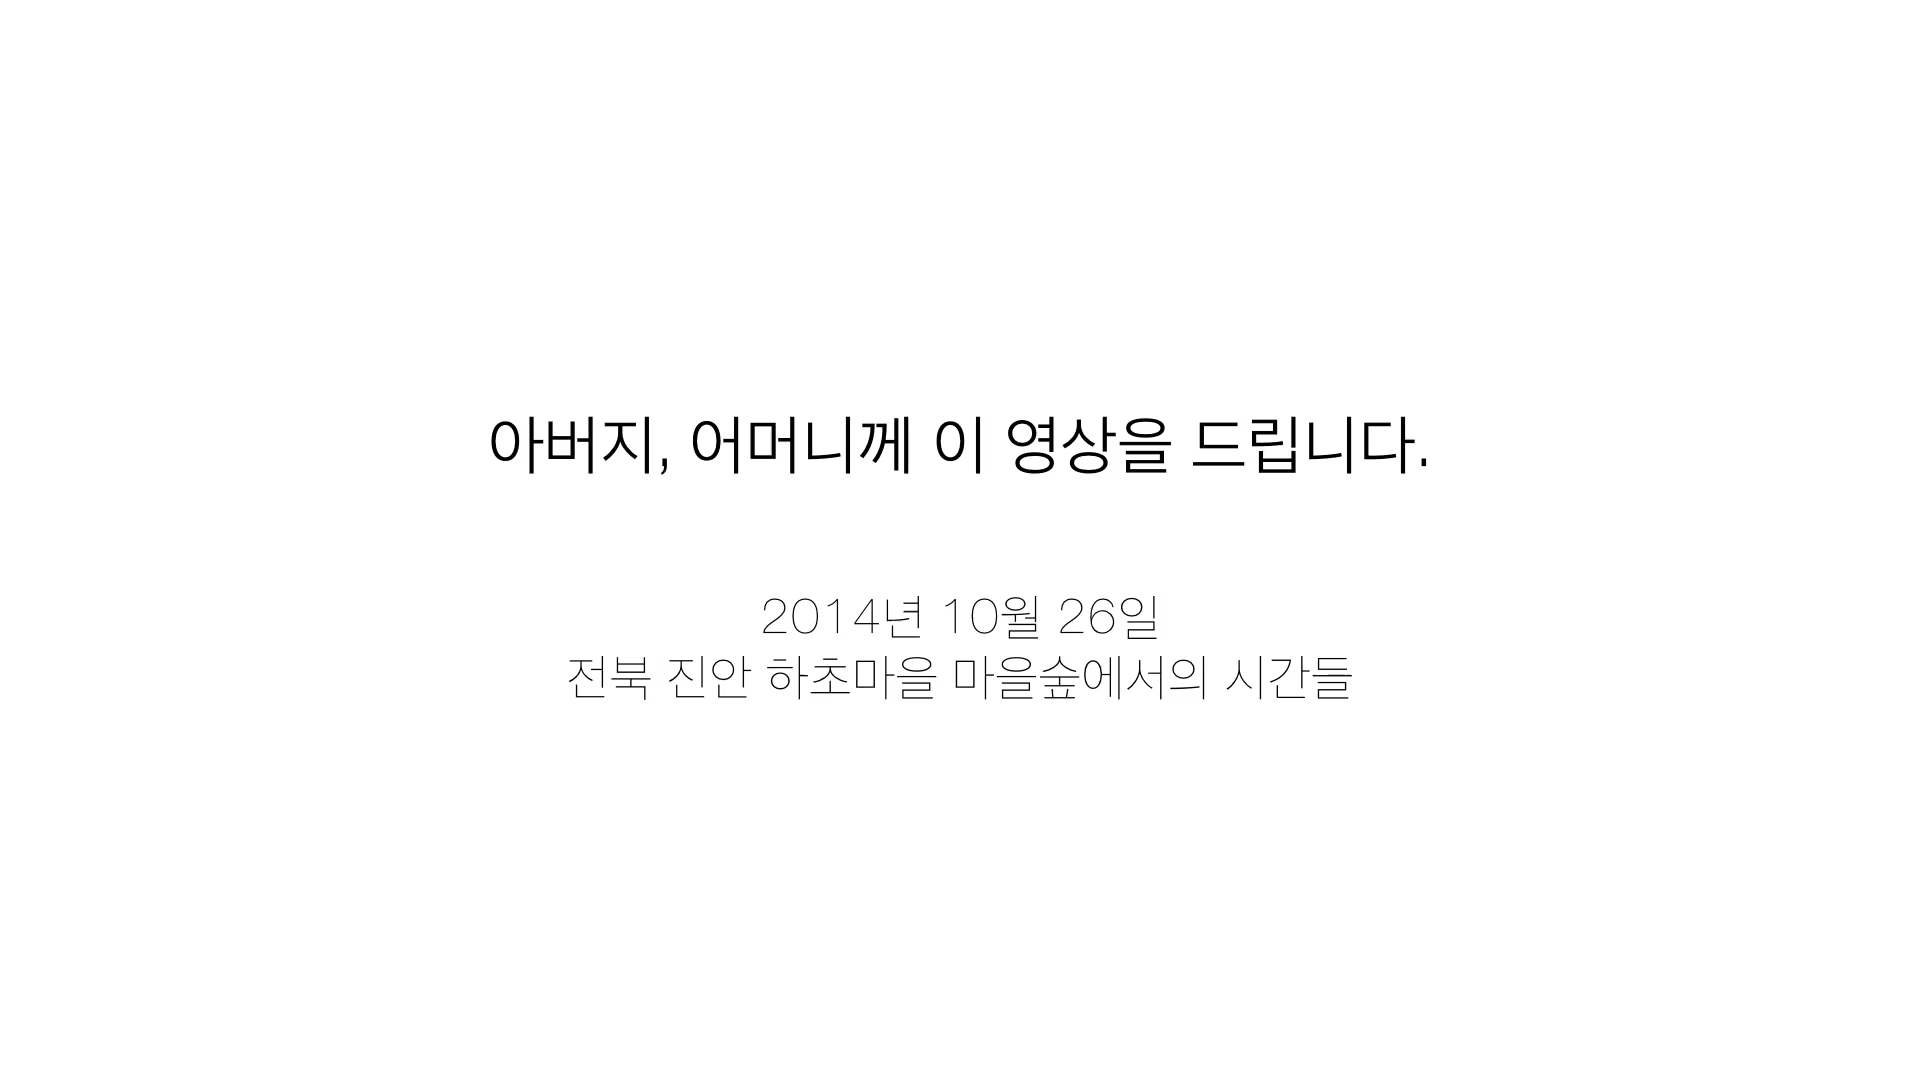 아버지, 어머니께 이 영상을 드립니다.
2014년 10월 26일
전북 진안 하초마을 마을숲에서의 시간들